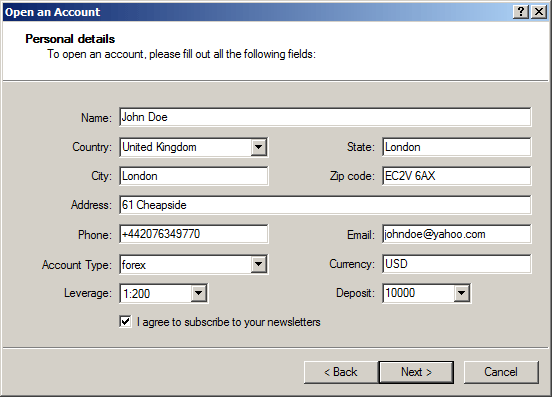 Open an Account
Personal details
To open an account, please fill out all the following fields:
Name: John Doe
Country: United Kingdom State: London
City: London Zip code: EC2V 6AX
Address: 61 Cheapside
Phone: +442076349770 Email: johndoe@yahoo.com
Account Type: forex Currency: USD
Leverage: 1:200 Deposit: 10000
I agree to subscribe to your newsletters
< Back Next > Cancel